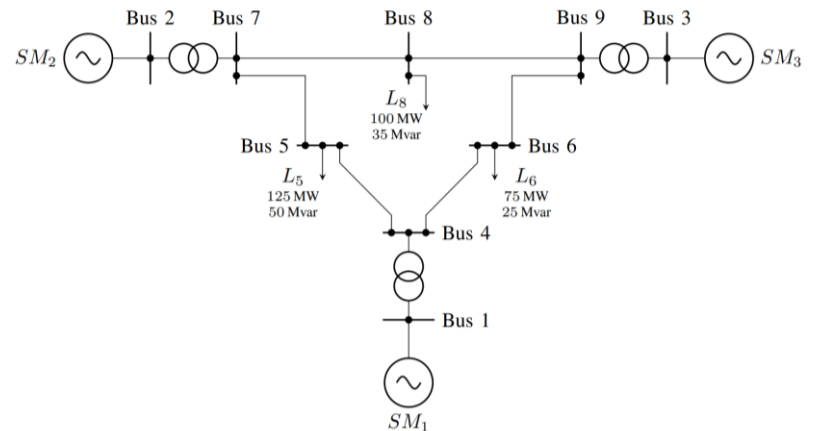 Bus 2
Bus 7
Bus 8
Bus 9
Bus 3
SM₂
SM₃
L₈
100 MW
35 Mvar
Bus 5
Bus 6
L₅
125 MW
50 Mvar
L₆
75 MW
25 Mvar
Bus 4
Bus 1
SM₁